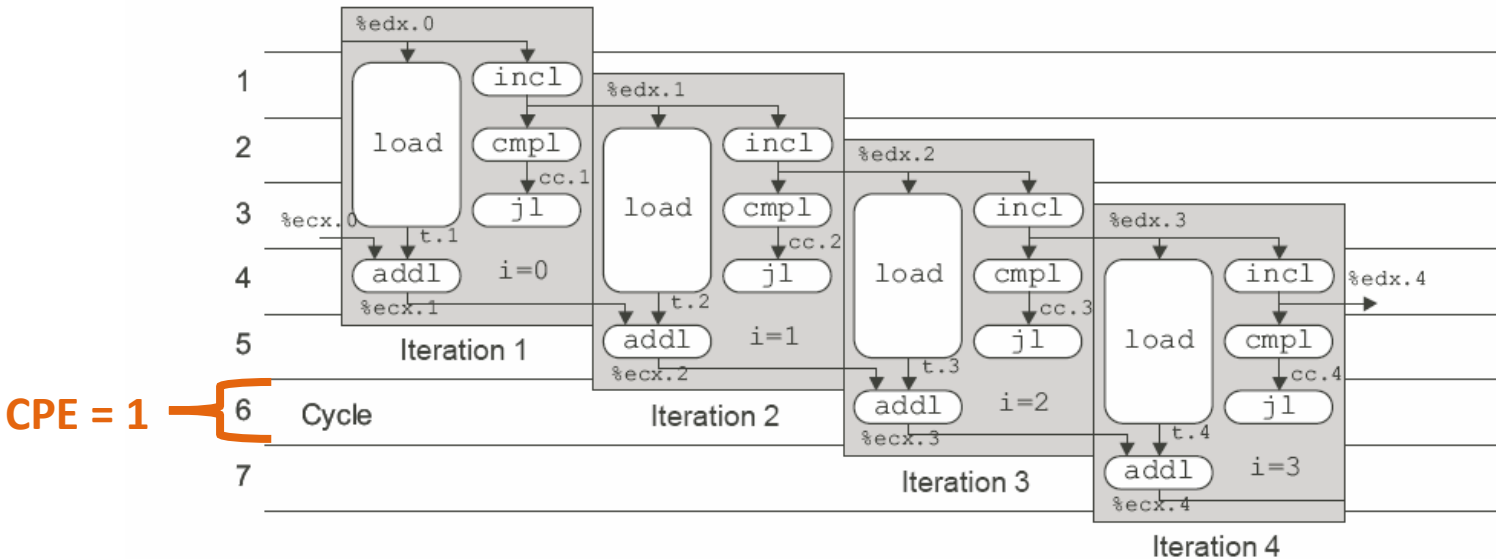 %edx.0
1
load
incl
%edx.1
2
cmpl
load
incl
%edx.2
cc.1
3
jl
cmpl
load
incl
%edx.3
%ecx.0
t.1
cc.2
4
addl
i=0
jl
cmpl
load
incl
%edx.4
%ecx.1
t.2
cc.3
5
addl
i=1
jl
cmpl
Iteration 1
%ecx.2
t.3
cc.4
CPE = 1
6
Cycle
addl
i=2
jl
Iteration 2
%ecx.3
t.4
7
addl
i=3
Iteration 3
%ecx.4
Iteration 4